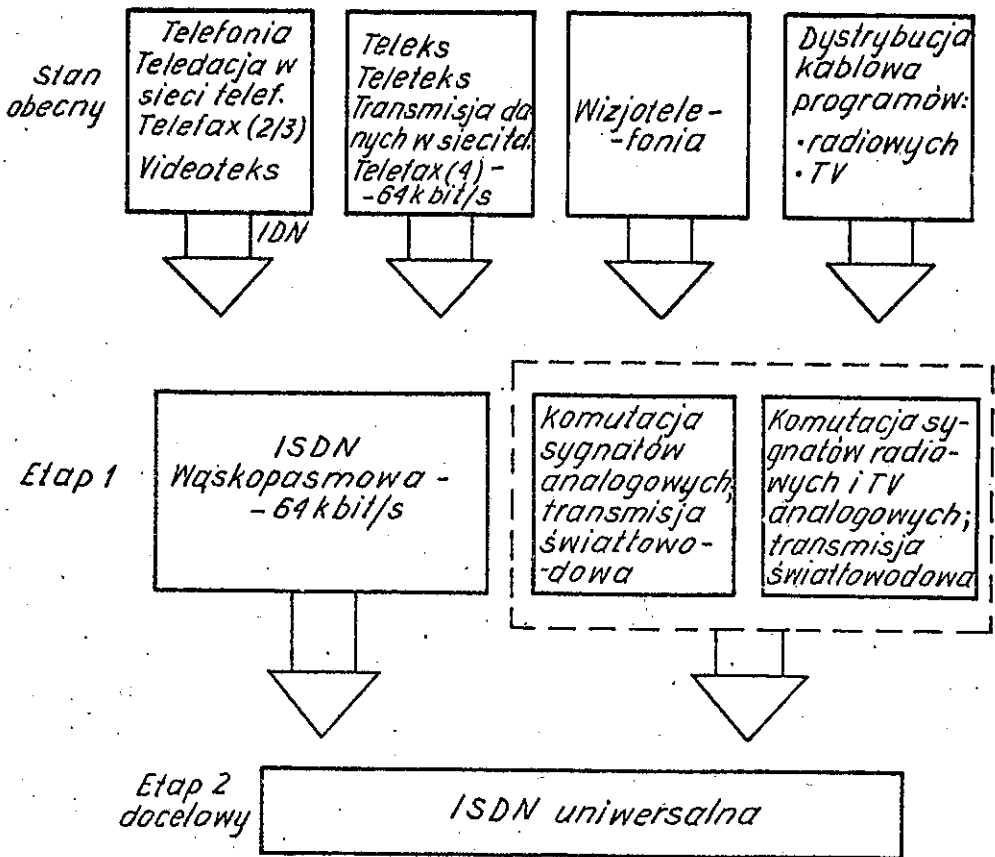 Stan
obecny
Telefonia
Teledacja w
sieci telef.
Telefax (2/3)
Videoteks
IDN
Teleks
Teleteks
Transmisja da-
nych w sieci td.
Telefax (4) -
-64 kbit/s
Wizjotele-
-fonia
Dystrybucja
kablowa
programów:
• radiowych
• TV
Etap 1
ISDN
Wąskopasmowa -
- 64 kbit/s
Komutacja
sygnałów
analogowych;
transmisja
światłowo-
-dowa
Komutacja sy-
gnałów radio-
wych i TV
analogowych;
transmisja
światłowodowa
Etap 2
docelowy
ISDN uniwersalna